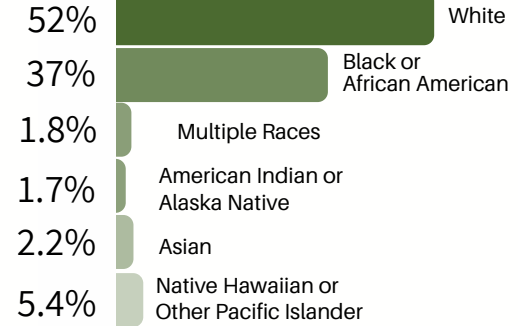 52% White
37% Black or
African American
1.8% Multiple Races
1.7% American Indian or
Alaska Native
2.2% Asian
5.4% Native Hawaiian or
Other Pacific Islander